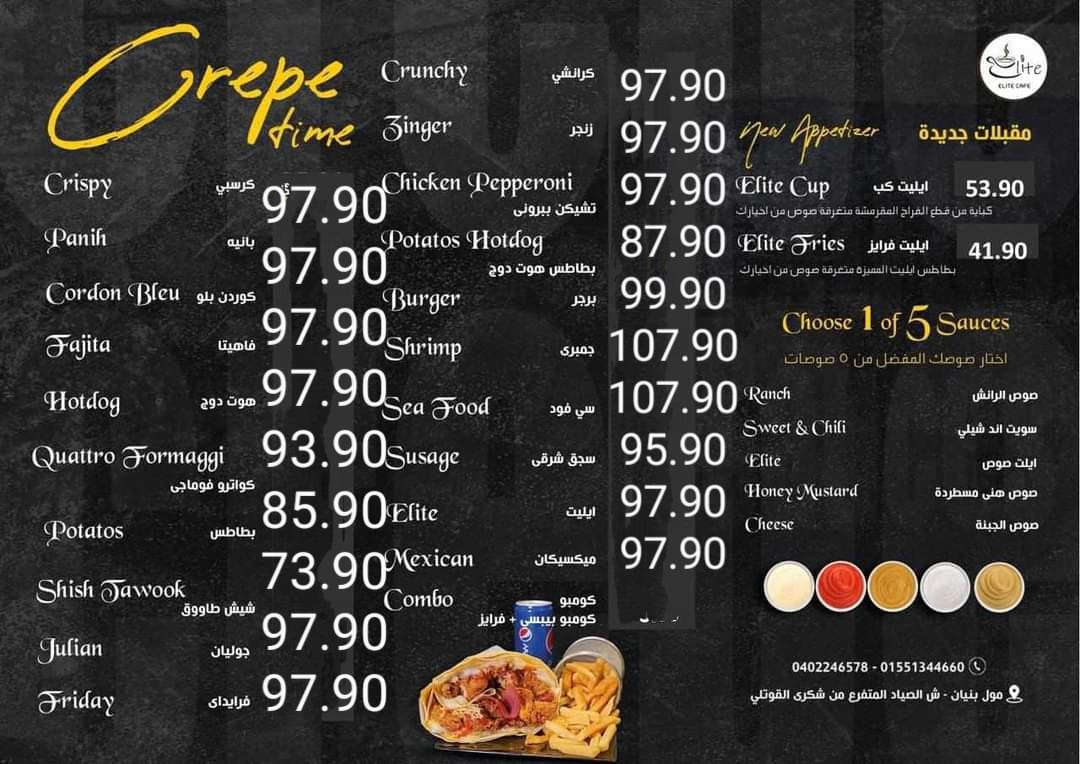 Crepe
time
Crispy كرسبي 97.90
Panih بانيه 97.90
Cordon Bleu كوردن بلو 97.90
Fajita فاهيتا 97.90
Hotdog هوت دوج 93.90
Quattro Formaggi
كواترو فوماجى 85.90
Potatos بطاطس 73.90
Shish Tawook
شيش طاووق 97.90
Julian جوليان 97.90
Friday فرايداى
Crunchy كرانشي 97.90
Zinger زنجر 97.90
Chicken Pepperoni 97.90
تشيكن ببرونى
Potatos Hotdog 87.90
بطاطس هوت دوج
Burger برجر 99.90
Shrimp جمبرى 107.90
Sea Food سي فود 107.90
Susage سجق شرقى 95.90
Elite ايليت 97.90
Mexican ميكسيكان 97.90
Combo كومبو
كومبو بيبسى + فرايز
Elite
ELITE CAFE
New Appetizer مقبلات جديدة
Elite Cup ايليت كب 53.90
كباية من قطع الفراخ المقرمشة متغرقة صوص من اختيارك
Elite Fries ايليت فرايز 41.90
بطاطس ايليت المميزة متغرقة صوص من اختيارك
Choose 1 of 5 Sauces
اختار صوصك المفضل من ٥ صوصات
Ranch صوص الرانش
Sweet & Chili سويت اند شيلي
Elite ايلت صوص
Honey Mustard صوص هنى مسطردة
Cheese صوص الجبنة
0402246578 - 01551344660
مول بنيان - ش الصياد المتفرع من شكرى القوتلي